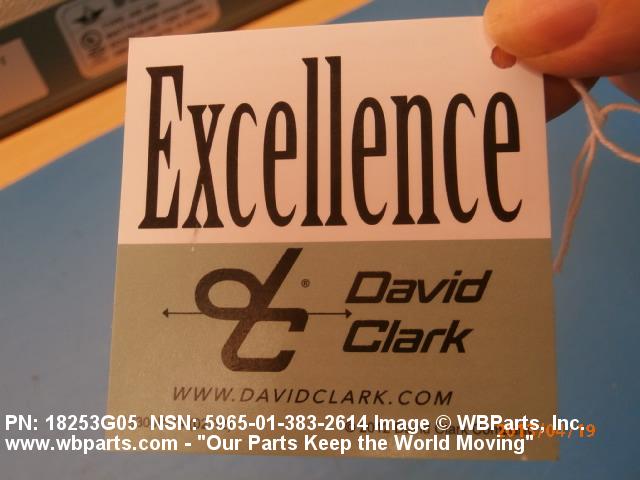 Excellence
®
David
Clark
WWW.DAVIDCLARK.COM
PN: 18253G05 NSN: 5965-01-383-2614 Image © WBParts, Inc.
www.wbparts.com - "Our Parts Keep the World Moving"